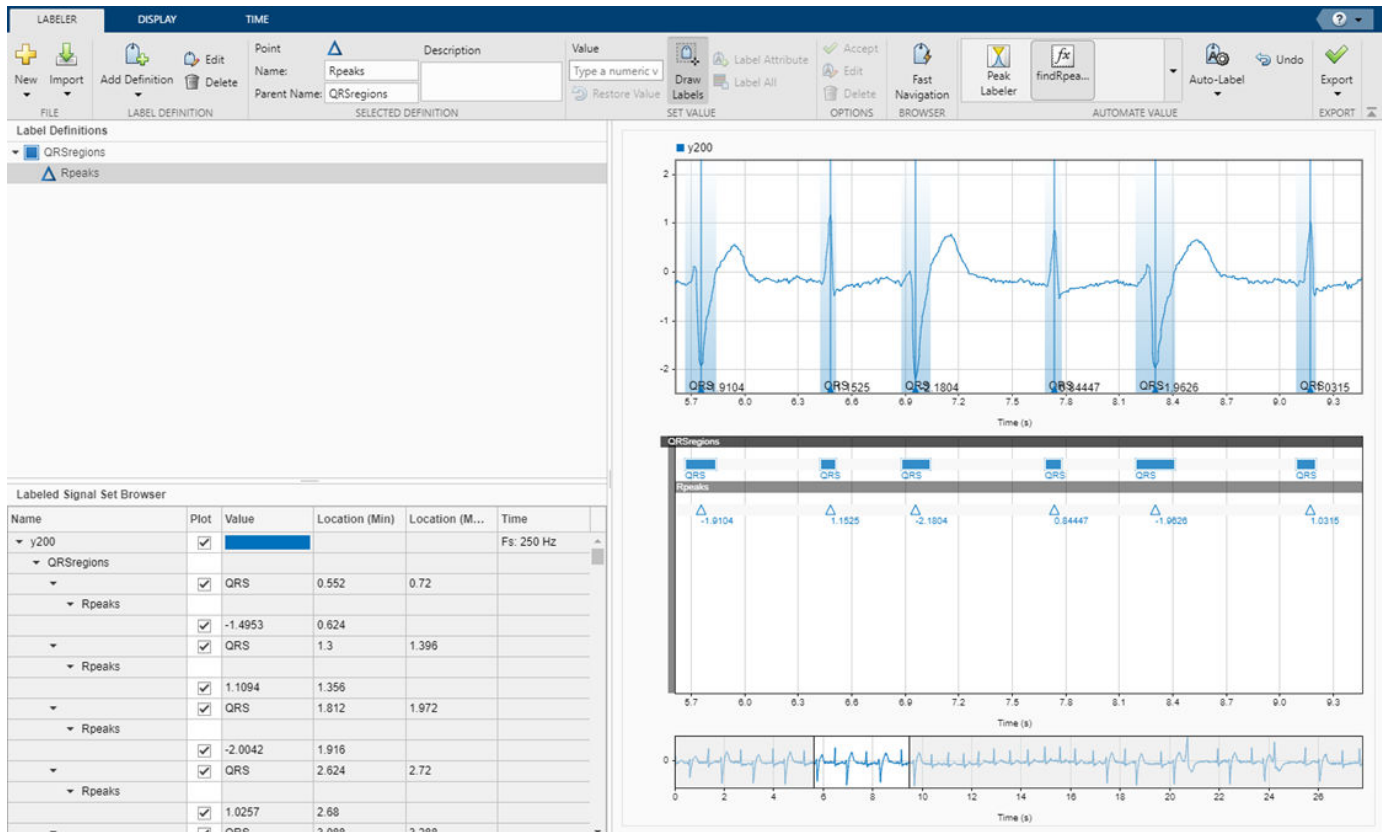 LABELER DISPLAY TIME
?
New Import Add Definition Edit Delete
Point
Name: Rpeaks
Parent Name: QRSregions
Description
Value
Type a numeric v
Restore Value
Draw Labels
Label Attribute
Label All
Accept
Edit
Delete
Fast Navigation
Peak Labeler
fx
findRpea...
Auto-Label
Undo
Export
FILE LABEL DEFINITION SELECTED DEFINITION SET VALUE OPTIONS BROWSER AUTOMATE VALUE EXPORT
Label Definitions
QRSregions
Rpeaks
Labeled Signal Set Browser
Name Plot Value Location (Min) Location (M... Time
y200 Fs: 250 Hz
QRSregions
QRS 0.552 0.72
Rpeaks
-1.4953 0.624
QRS 1.3 1.396
Rpeaks
1.1094 1.356
QRS 1.812 1.972
Rpeaks
-2.0042 1.916
QRS 2.624 2.72
Rpeaks
1.0257 2.68
y200
2
1
0
-1
-2
QRS QRS QRS QRS QRS QRS
5.7 6.0 6.3 6.6 6.9 7.2 7.5 7.8 8.1 8.4 8.7 9.0 9.3
Time (s)
QRSregions
QRS QRS QRS QRS QRS QRS
Rpeaks
-1.9104 1.1525 -2.1804 0.84447 -1.9626 1.0315
5.7 6.0 6.3 6.6 6.9 7.2 7.5 7.8 8.1 8.4 8.7 9.0 9.3
Time (s)
0
0 2 4 6 8 10 12 14 16 18 20 22 24 26
Time (s)